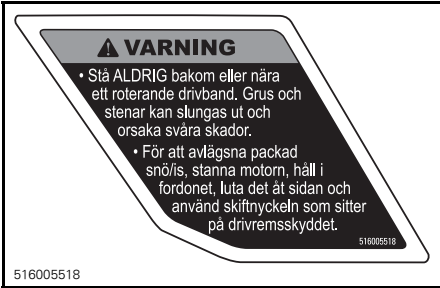 ⚠ VARNING
• Stå ALDRIG bakom eller nära
ett roterande drivband. Grus och
stenar kan slungas ut och
orsaka svåra skador.
• För att avlägsna packad
snö/is, stanna motorn, håll i
fordonet, luta det åt sidan och
använd skiftnyckeln som sitter
på drivremsskyddet.
516005518
516005518